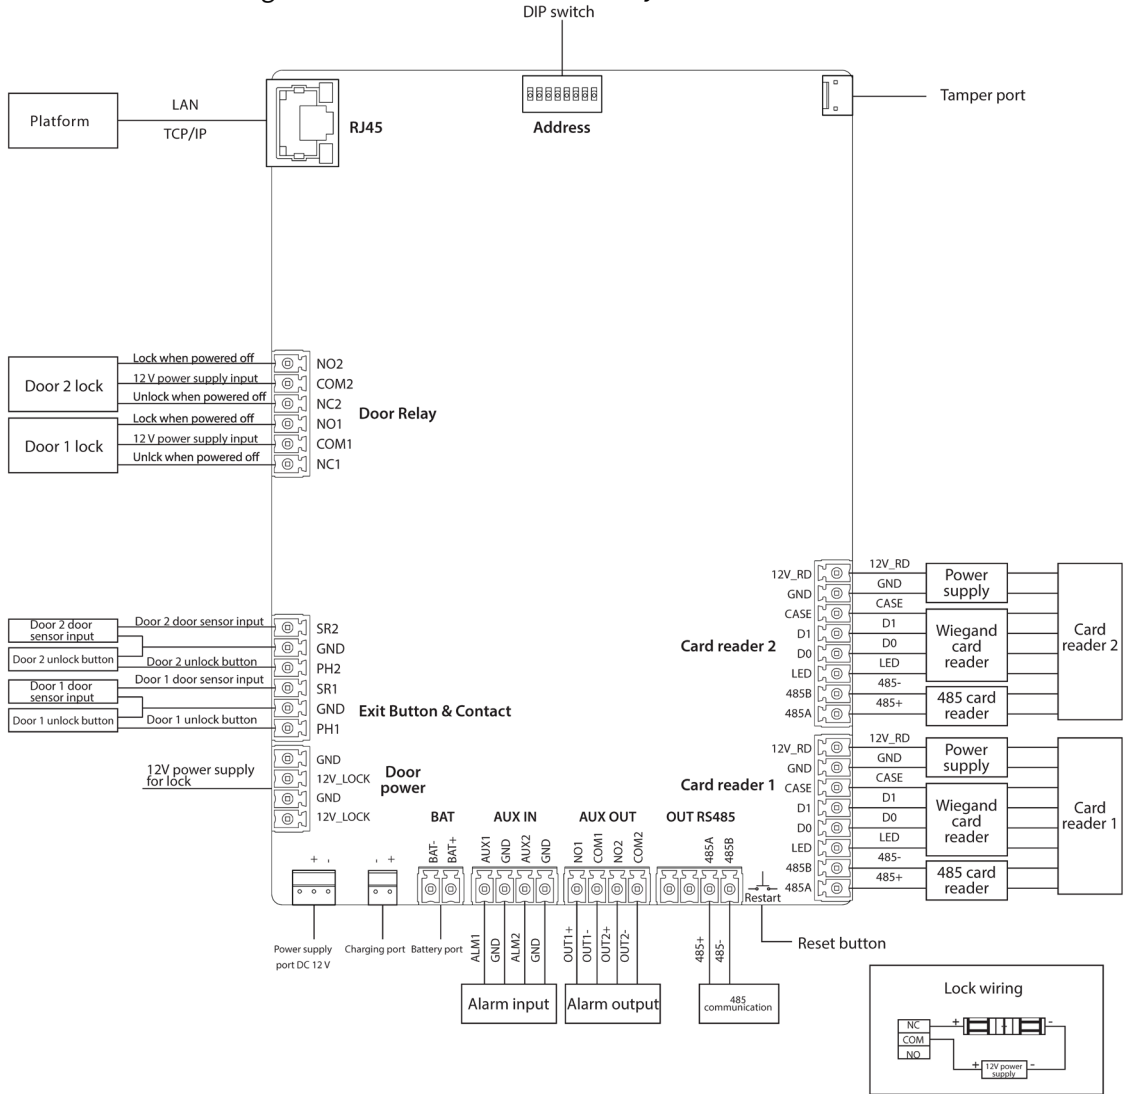 DIP switch
Platform
LAN
TCP/IP
RJ45
Address
Tamper port
Door 2 lock
Lock when powered off
12 V power supply input
Unlock when powered off
Door 1 lock
Lock when powered off
12 V power supply input
Unlck when powered off
NO2
COM2
NC2
NO1
COM1
NC1
Door Relay
Door 2 door
sensor input
Door 2 unlock button
Door 1 door
sensor input
Door 1 unlock button
Door 2 door sensor input
Door 2 unlock button
Door 1 door sensor input
Door 1 unlock button
SR2
GND
PH2
SR1
GND
PH1
Exit Button & Contact
12V power supply
for lock
GND
12V_LOCK
GND
12V_LOCK
Door
power
Card reader 2
12V_RD
GND
CASE
D1
D0
LED
485B
485A
12V_RD
GND
CASE
D1
D0
LED
485-
485+
Power
supply
Wiegand
card
reader
485 card
reader
Card
reader 2
Card reader 1
12V_RD
GND
CASE
D1
D0
LED
485B
485A
12V_RD
GND
CASE
D1
D0
LED
485-
485+
Power
supply
Wiegand
card
reader
485 card
reader
Card
reader 1
BAT
AUX IN
AUX OUT
OUT RS485
BAT-
BAT+
AUX1
GND
AUX2
GND
NO1
COM1
NO2
COM2
485A
485B
+ -
- +
Restart
Power supply
port DC 12 V
Charging port
Battery port
ALM1
GND
ALM2
GND
OUT1+
OUT1-
OUT2+
OUT2-
485+
485-
Reset button
Alarm input
Alarm output
485
communication
Lock wiring
NC
COM
NO
+ + -
+ -
12V power
supply